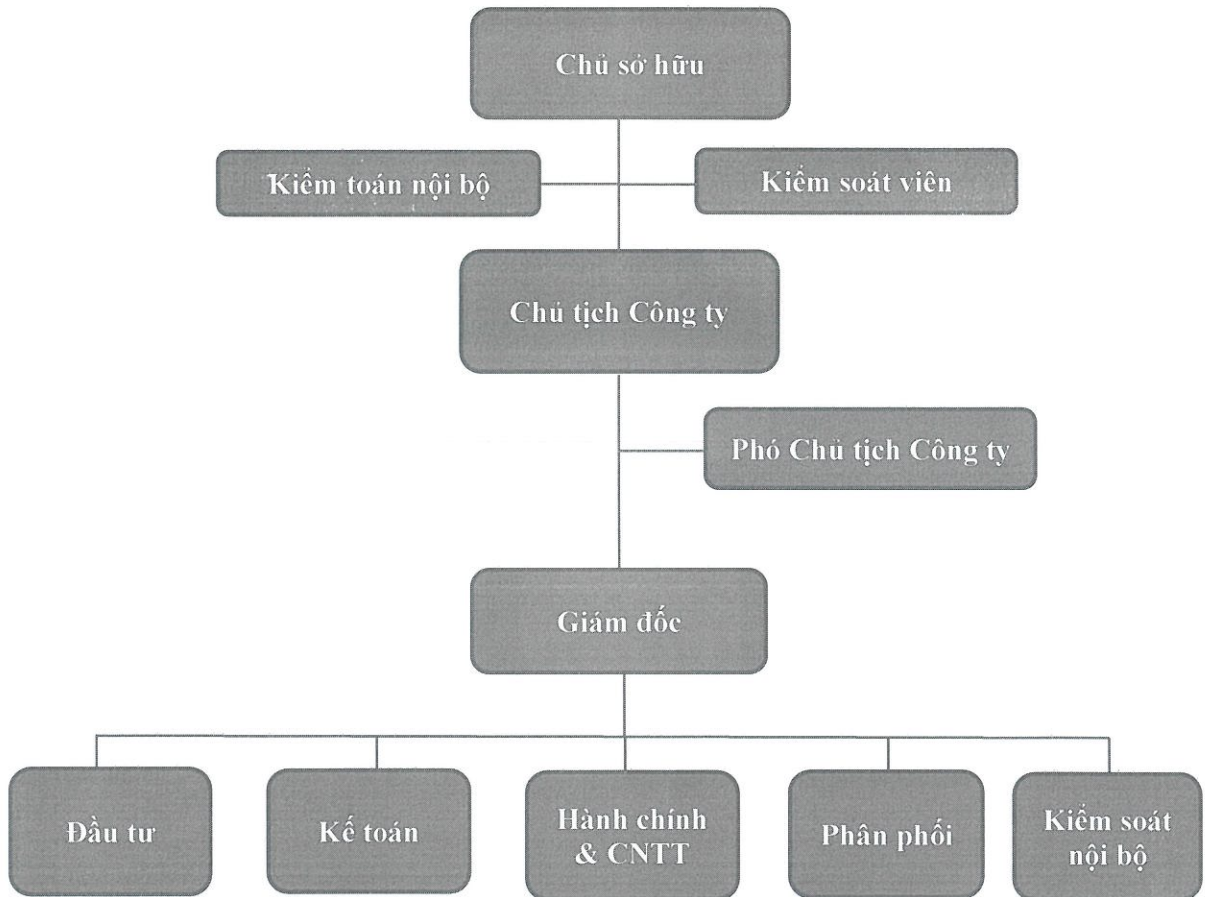 Chủ sở hữu
Kiểm toán nội bộ
Kiểm soát viên
Chủ tịch Công ty
Phó Chủ tịch Công ty
Giám đốc
Đầu tư
Kế toán
Hành chính
& CNTT
Phân phối
Kiểm soát
nội bộ